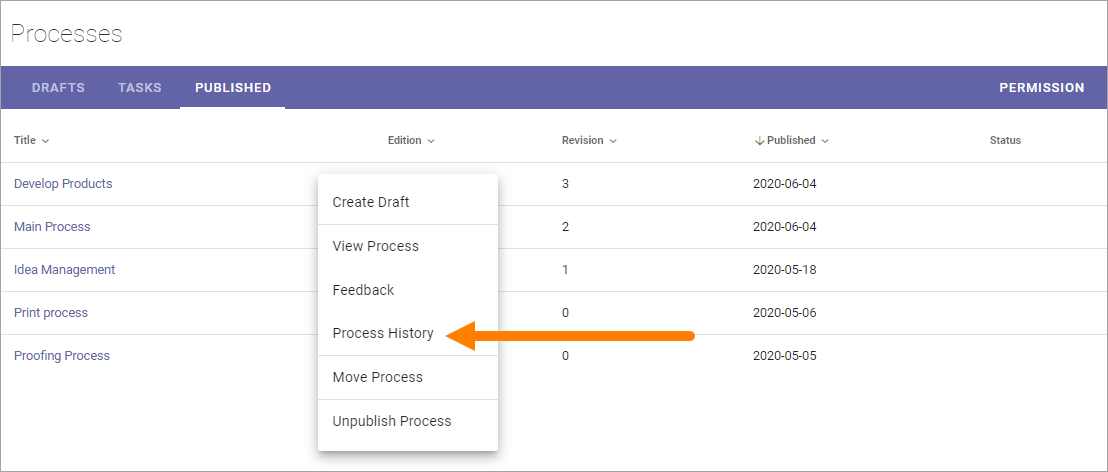 Processes
DRAFTS TASKS PUBLISHED PERMISSION
Title Edition Revision Published Status
Develop Products 3 2020-06-04
Create Draft
Main Process 2 2020-06-04
View Process
Idea Management 1 2020-05-18
Feedback
Print process 0 2020-05-06
Process History
Proofing Process 0 2020-05-05
Move Process
Unpublish Process